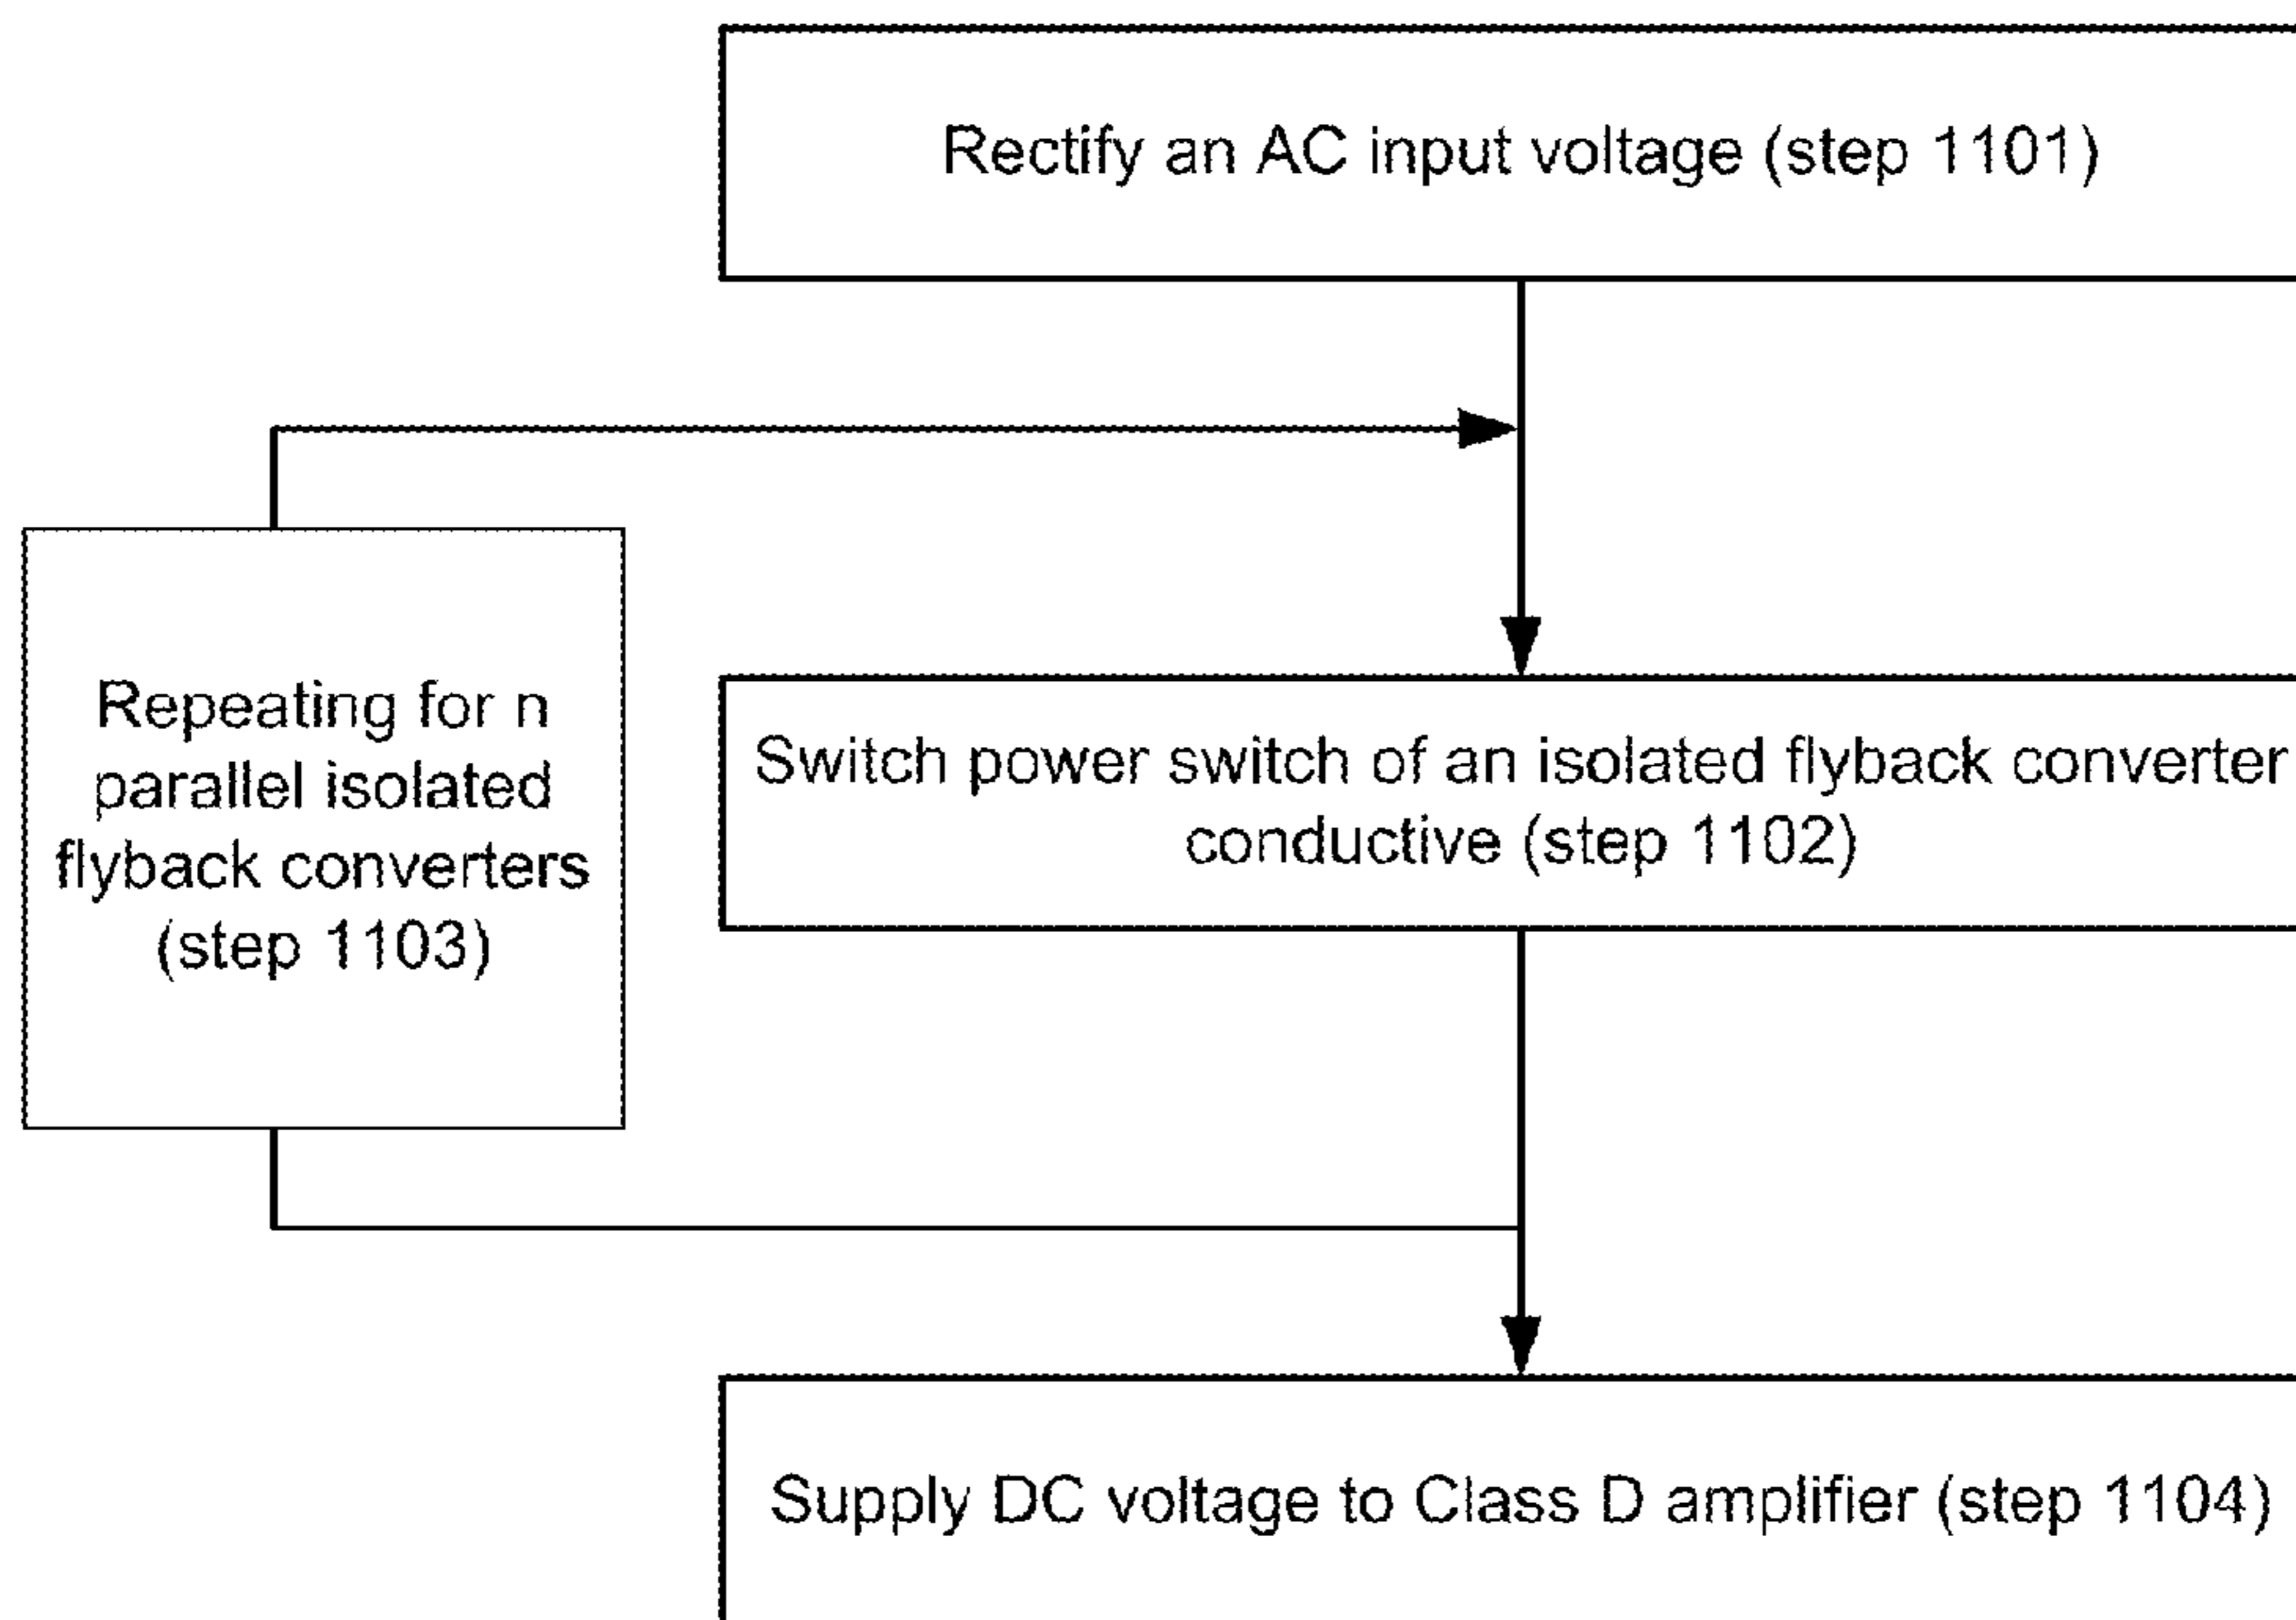 Rectify an AC input voltage (step 1101)
Repeating for n
parallel isolated
flyback converters
(step 1103)
Switch power switch of an isolated flyback converter
conductive (step 1102)
Supply DC voltage to Class D amplifier (step 1104)